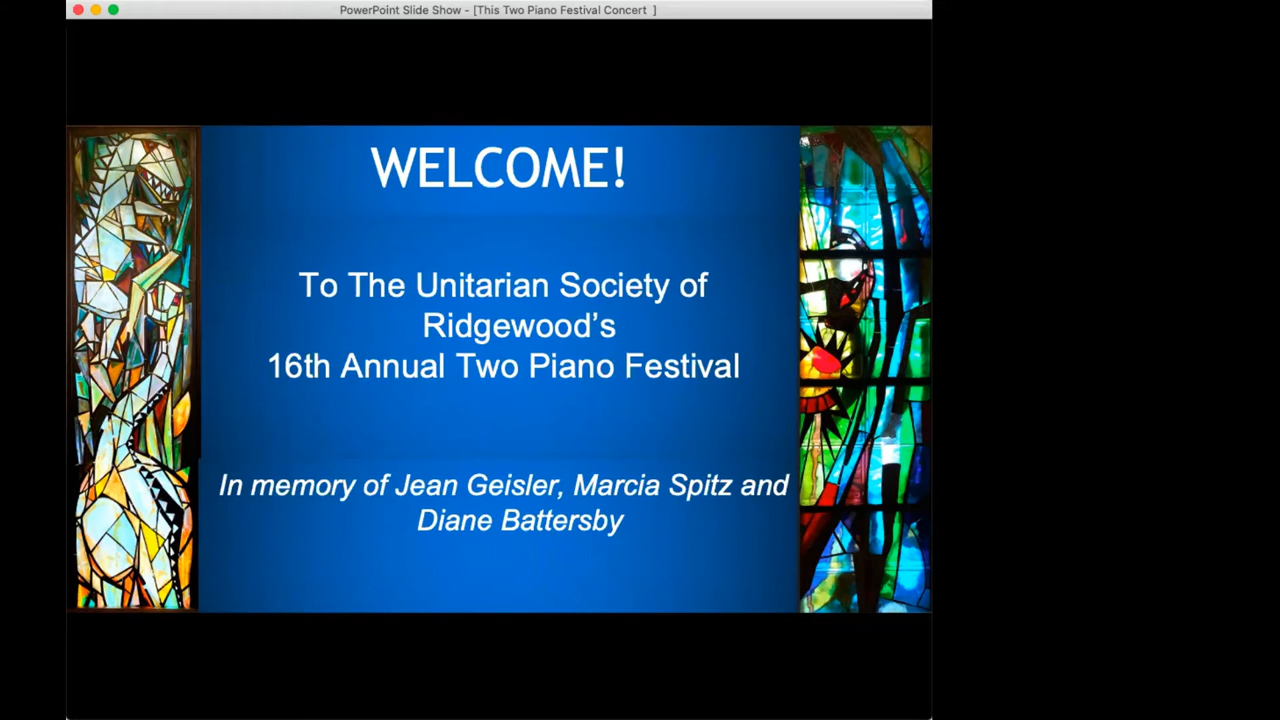 PowerPoint Slide Show - [This Two Piano Festival Concert ]
WELCOME!
To The Unitarian Society of
Ridgewood’s
16th Annual Two Piano Festival
In memory of Jean Geisler, Marcia Spitz and
Diane Battersby